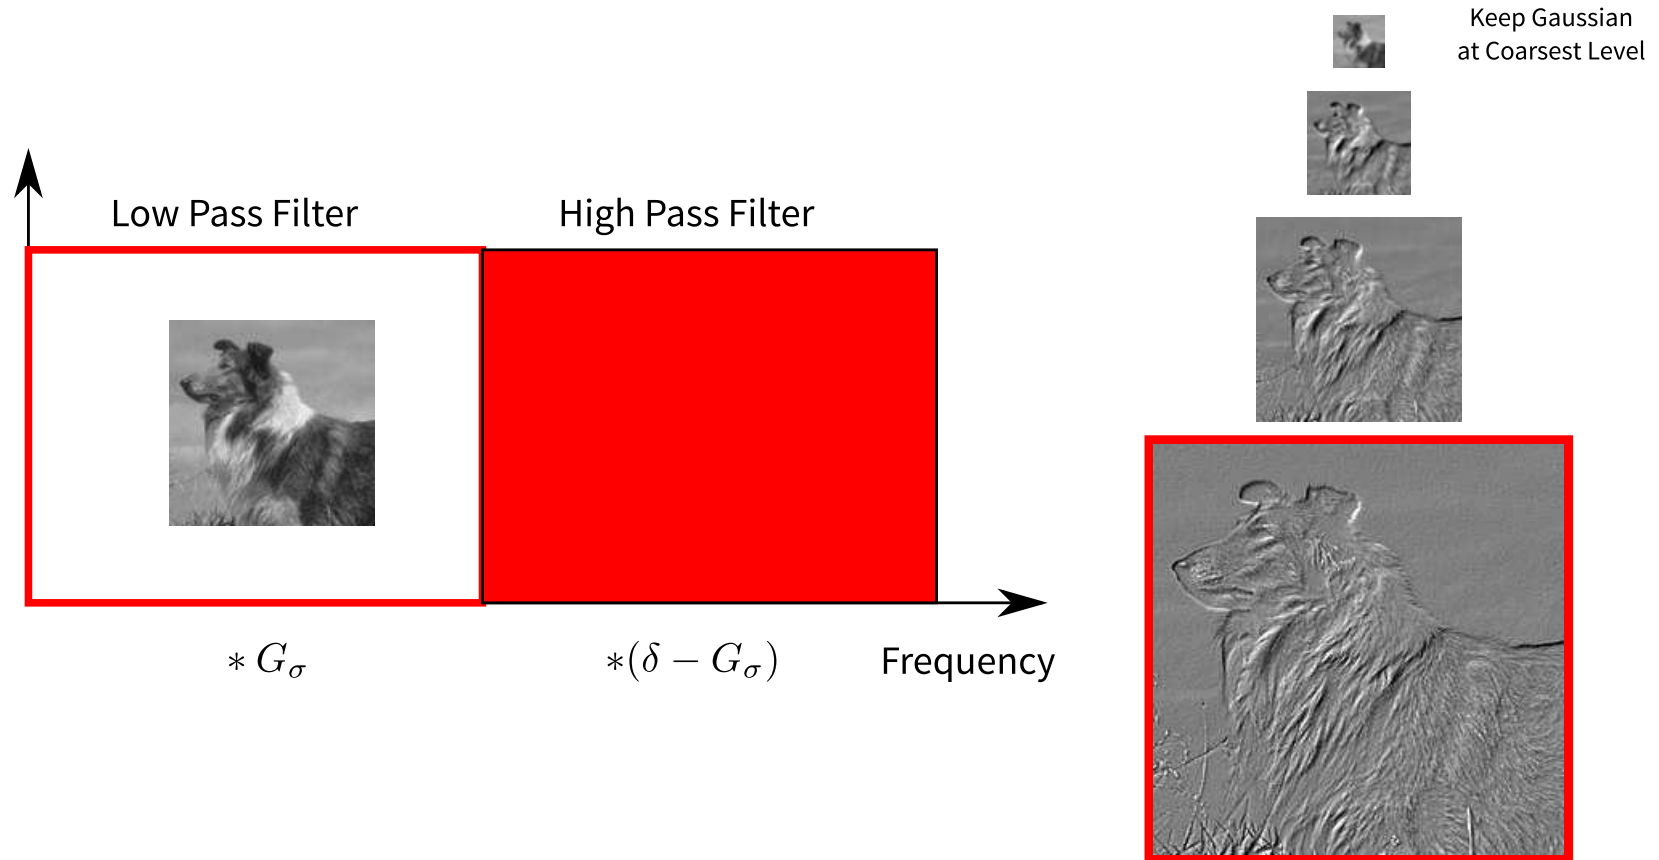 Keep Gaussian
at Coarsest Level
Low Pass Filter
High Pass Filter
∗ G_σ
∗(δ − G_σ)
Frequency